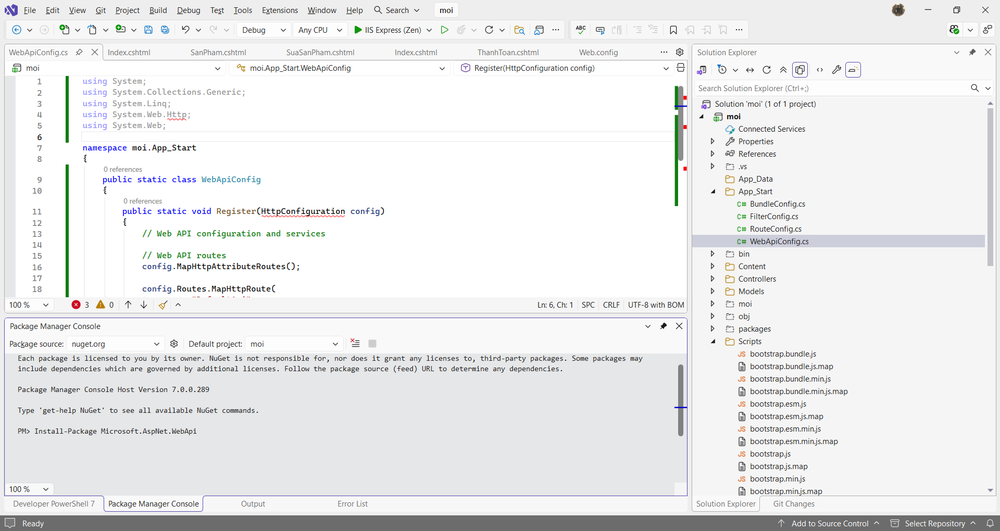 File Edit View Git Project Build Debug Test Tools Extensions Window Help Search moi
Debug Any CPU IIS Express (Zen)
WebApiConfig.cs Index.cshtml SanPham.cshtml SuaSanPham.cshtml Index.cshtml ThanhToan.cshtml Web.config
moi moi.App_Start.WebApiConfig Register(HttpConfiguration config)
1 using System;
2 using System.Collections.Generic;
3 using System.Linq;
4 using System.Web.Http;
5 using System.Web;
6
7 namespace moi.App_Start
8 {
0 references
9 public static class WebApiConfig
10 {
0 references
11 public static void Register(HttpConfiguration config)
12 {
13 // Web API configuration and services
14
15 // Web API routes
16 config.MapHttpAttributeRoutes();
17
18 config.Routes.MapHttpRoute(
100 % 3 0 Ln: 6, Ch: 1 SPC CRLF UTF-8 with BOM
Package Manager Console
Package source: nuget.org Default project: moi
Each package is licensed to you by its owner. NuGet is not responsible for, nor does it grant any licenses to, third-party packages. Some packages may
include dependencies which are governed by additional licenses. Follow the package source (feed) URL to determine any dependencies.
Package Manager Console Host Version 7.0.0.289
Type 'get-help NuGet' to see all available NuGet commands.
PM> Install-Package Microsoft.AspNet.WebApi
100 %
Developer PowerShell 7 Package Manager Console Output Error List
Solution Explorer
Search Solution Explorer (Ctrl+;)
Solution 'moi' (1 of 1 project)
moi
Connected Services
Properties
References
.vs
App_Data
App_Start
C# BundleConfig.cs
C# FilterConfig.cs
C# RouteConfig.cs
C# WebApiConfig.cs
bin
Content
Controllers
Models
moi
obj
packages
Scripts
JS bootstrap.bundle.js
bootstrap.bundle.js.map
JS bootstrap.bundle.min.js
bootstrap.bundle.min.js.map
JS bootstrap.esm.js
bootstrap.esm.js.map
JS bootstrap.esm.min.js
bootstrap.esm.min.js.map
JS bootstrap.js
bootstrap.js.map
JS bootstrap.min.js
bootstrap.min.js.map
Solution Explorer Git Changes
Ready Add to Source Control Select Repository